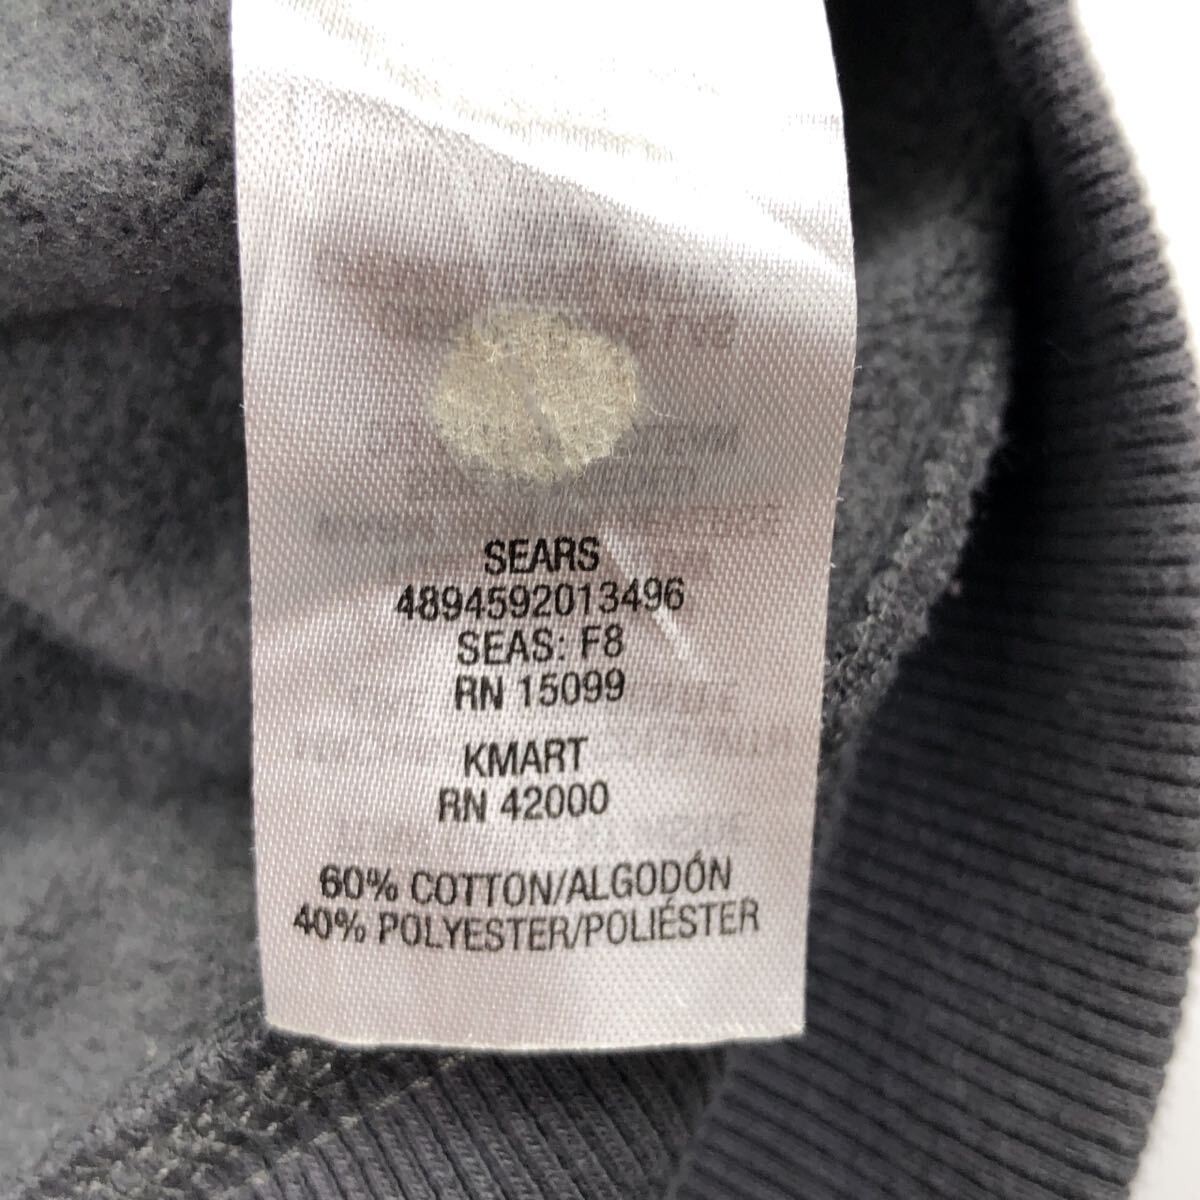 SEARS
4894592013496
SEAS: F8
RN 15099
KMART
RN 42000
60% COTTON/ALGODÓN
40% POLYESTER/POLIÉSTER